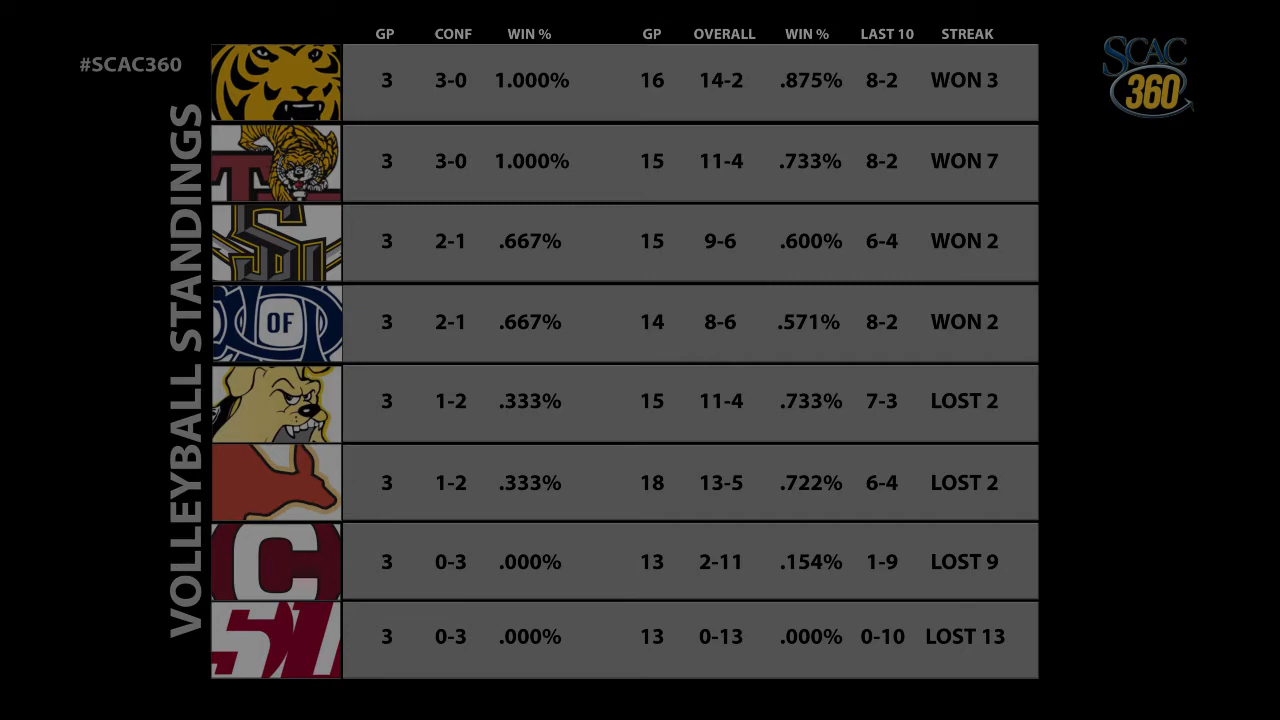 GP CONF WIN % GP OVERALL WIN % LAST 10 STREAK
#SCAC360
SCAC
360
VOLLEYBALL STANDINGS
3 3-0 1.000% 16 14-2 .875% 8-2 WON 3
T
3 3-0 1.000% 15 11-4 .733% 8-2 WON 7
SU
3 2-1 .667% 15 9-6 .600% 6-4 WON 2
OF
3 2-1 .667% 14 8-6 .571% 8-2 WON 2
3 1-2 .333% 15 11-4 .733% 7-3 LOST 2
3 1-2 .333% 18 13-5 .722% 6-4 LOST 2
C
3 0-3 .000% 13 2-11 .154% 1-9 LOST 9
3 0-3 .000% 13 0-13 .000% 0-10 LOST 13